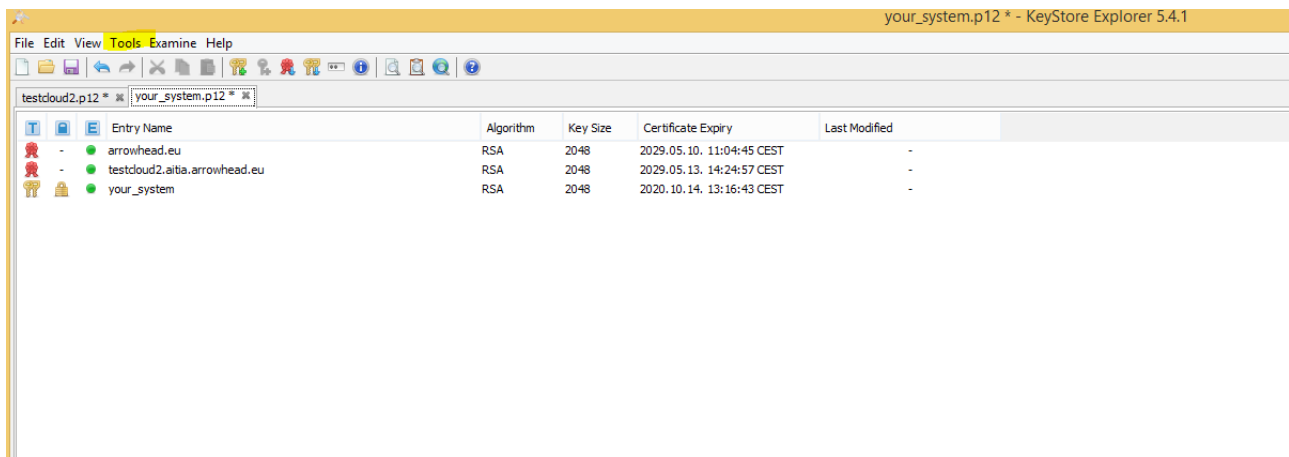 your_system.p12 * - KeyStore Explorer 5.4.1
File Edit View Tools Examine Help
testcloud2.p12 * your_system.p12 *
T E Entry Name Algorithm Key Size Certificate Expiry Last Modified
- arrowhead.eu RSA 2048 2029.05.10. 11:04:45 CEST -
- testcloud2.aitia.arrowhead.eu RSA 2048 2029.05.13. 14:24:57 CEST -
your_system RSA 2048 2020.10.14. 13:16:43 CEST -